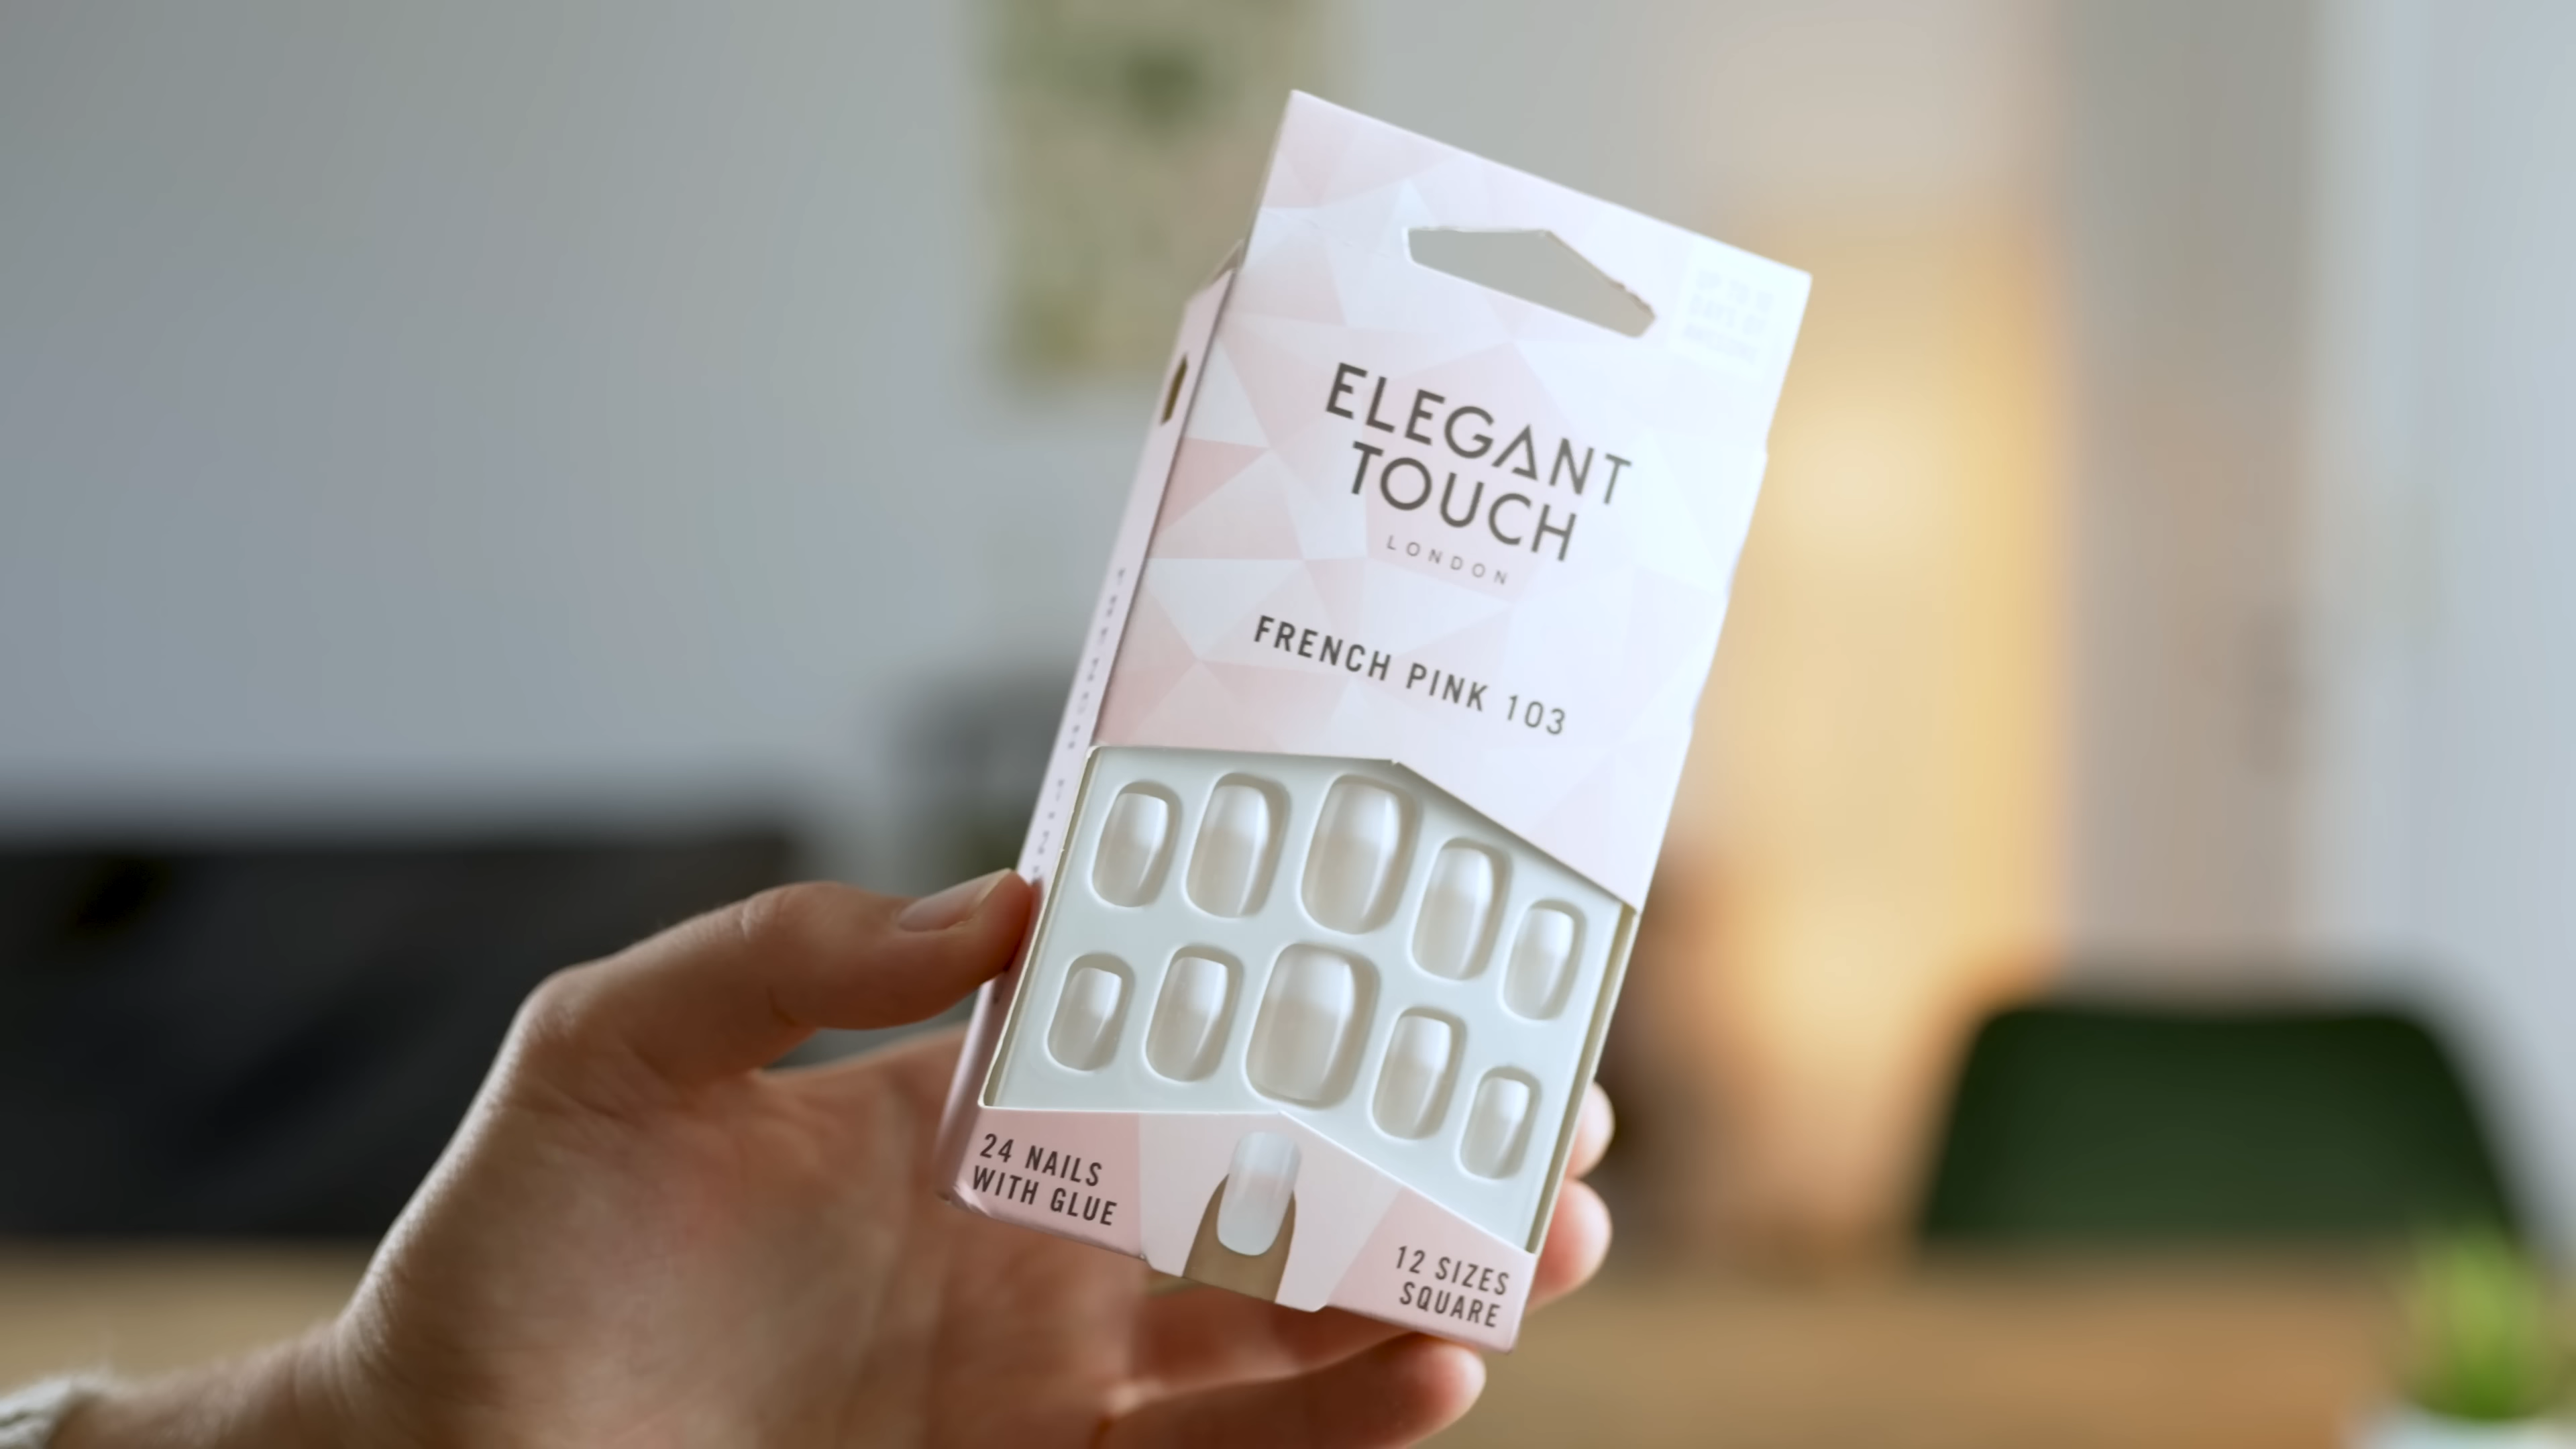 ELEGANT
TOUCH
LONDON
FRENCH PINK 103
24 NAILS
WITH GLUE
12 SIZES
SQUARE